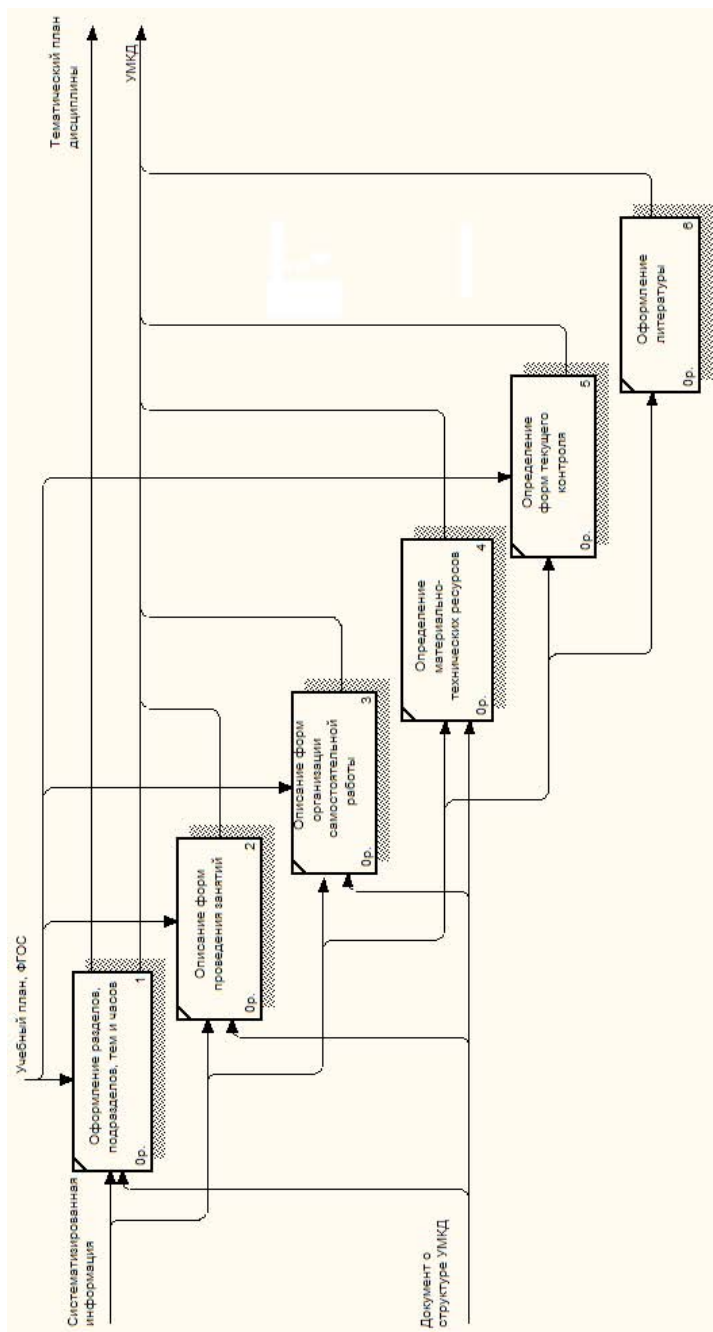 Учебный план, ФГОС
Систематизированная
информация
Документ о
структуре УМКД
Оформление разделов,
подразделов, тем и часов
0р.
1
Описание форм
проведения занятий
0р.
2
Описание форм
организации
самостоятельной
работы
0р.
3
Определение
материально-
технических ресурсов
0р.
4
Определение
форм текущего
контроля
0р.
5
Оформление
литературы
0р.
6
Тематический план
дисциплины
УМКД